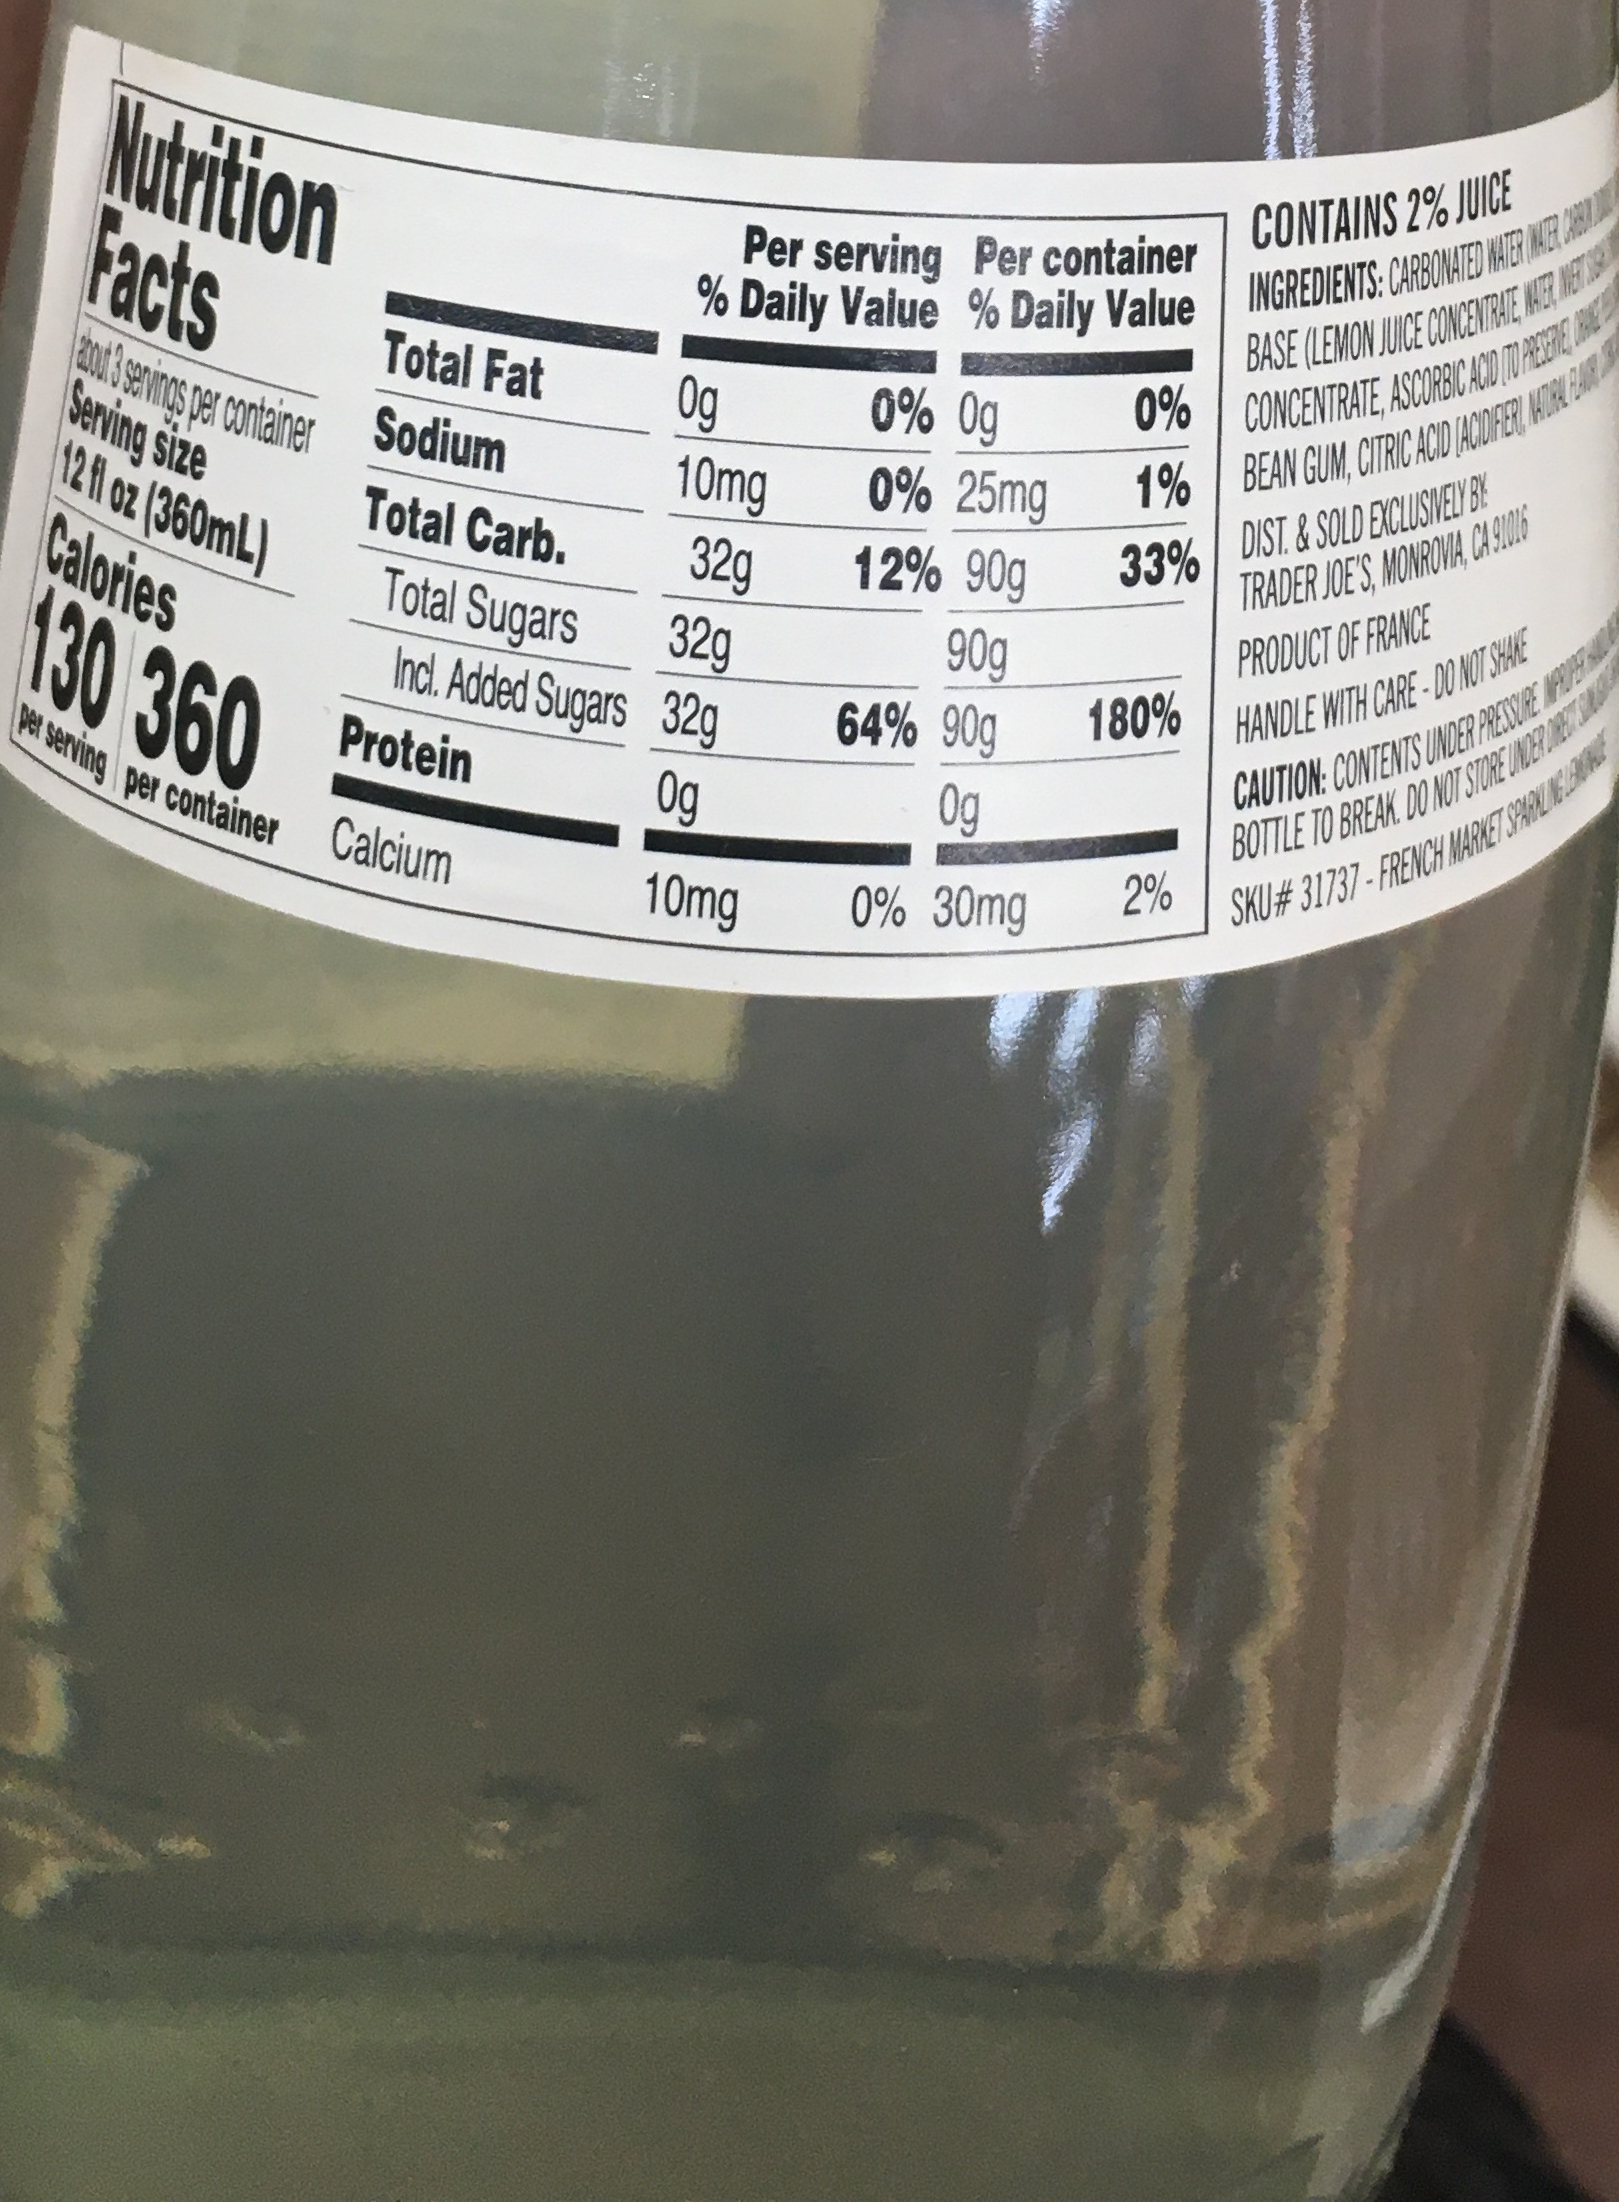 Nutrition
Facts
about 3 servings per container
Serving size
12 fl oz (360mL)
Calories
130 360
per serving per container
Per serving Per container
% Daily Value % Daily Value
Total Fat 0g 0% 0g 0%
Sodium 10mg 0% 25mg 1%
Total Carb. 32g 12% 90g 33%
Total Sugars 32g 90g
Incl. Added Sugars 32g 64% 90g 180%
Protein 0g 0g
Calcium 10mg 0% 30mg 2%
CONTAINS 2% JUICE
INGREDIENTS: CARBONATED WATER (WATER, CARBON
BASE (LEMON JUICE CONCENTRATE, WATER, INVERT
CONCENTRATE, ASCORBIC ACID [TO PRESERVE],
BEAN GUM, CITRIC ACID [ACIDIFIER], NATURAL
DIST. & SOLD EXCLUSIVELY BY:
TRADER JOE'S, MONROVIA, CA 91016
PRODUCT OF FRANCE
HANDLE WITH CARE - DO NOT SHAKE
CAUTION: CONTENTS UNDER PRESSURE. IMPROPER
BOTTLE TO BREAK. DO NOT STORE UNDER DIRECT
SKU# 31737 - FRENCH MARKET SPARKLING LEMONADE